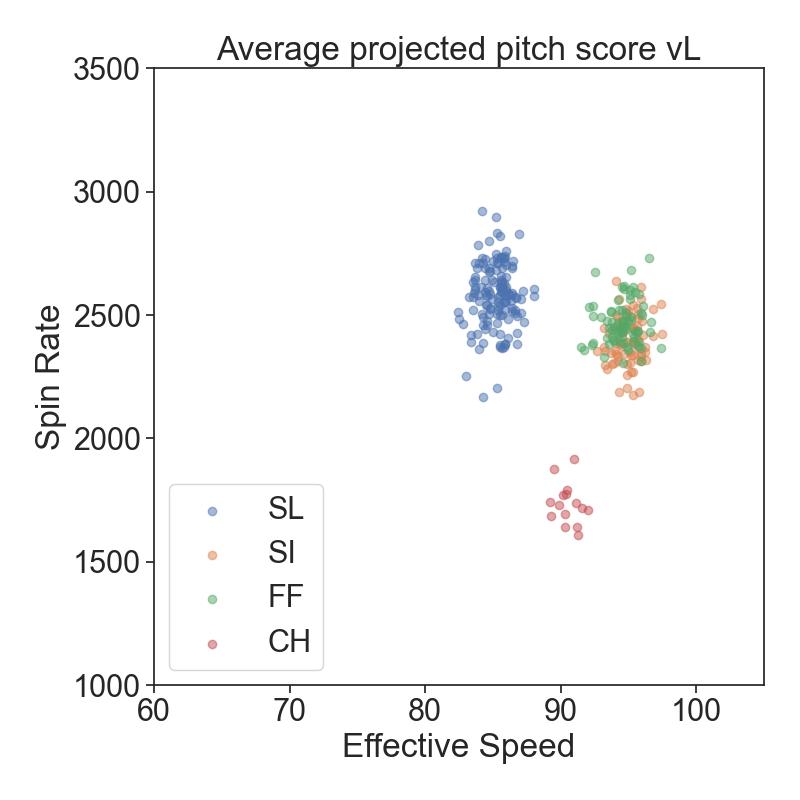 Average projected pitch score vL
3500
3000
2500
2000
1500
1000
Spin Rate
SL
SI
FF
CH
60 70 80 90 100
Effective Speed